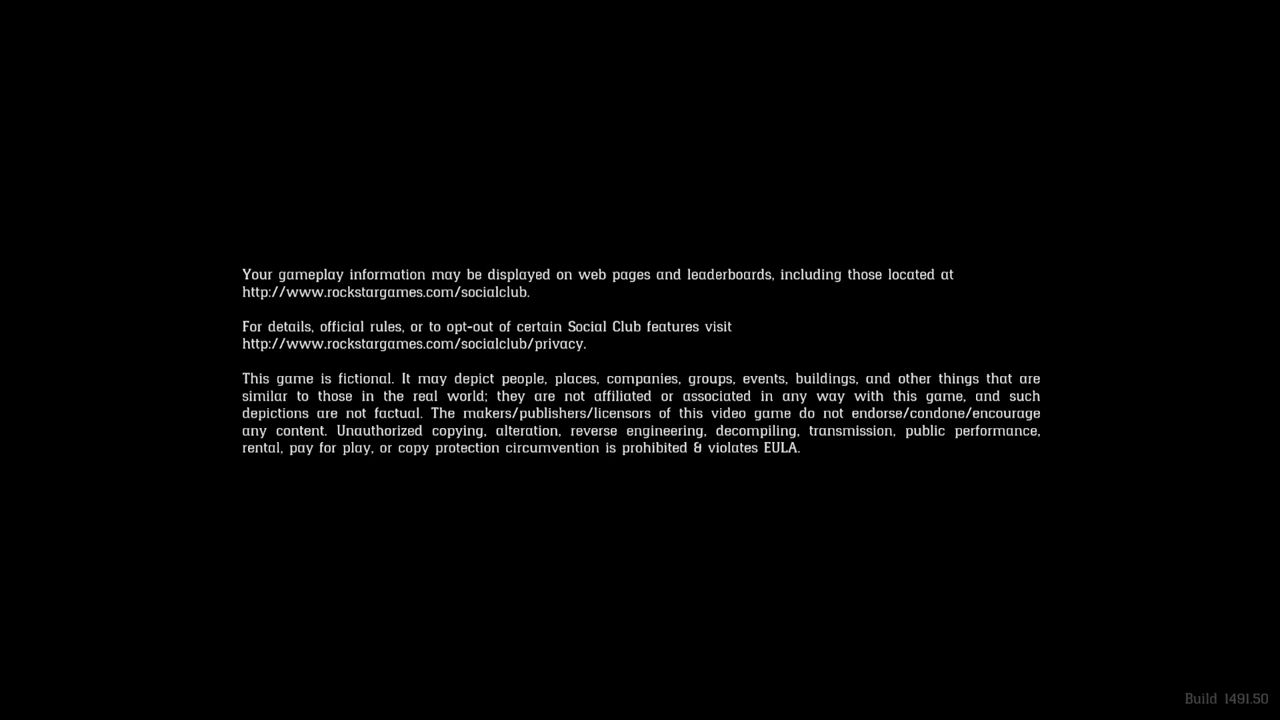 Your gameplay information may be displayed on web pages and leaderboards, including those located at
http://www.rockstargames.com/socialclub.
For details, official rules, or to opt-out of certain Social Club features visit
http://www.rockstargames.com/socialclub/privacy.
This game is fictional. It may depict people, places, companies, groups, events, buildings, and other things that are
similar to those in the real world; they are not affiliated or associated in any way with this game, and such
depictions are not factual. The makers/publishers/licensors of this video game do not endorse/condone/encourage
any content. Unauthorized copying, alteration, reverse engineering, decompiling, transmission, public performance,
rental, pay for play, or copy protection circumvention is prohibited & violates EULA.
Build 1491.50